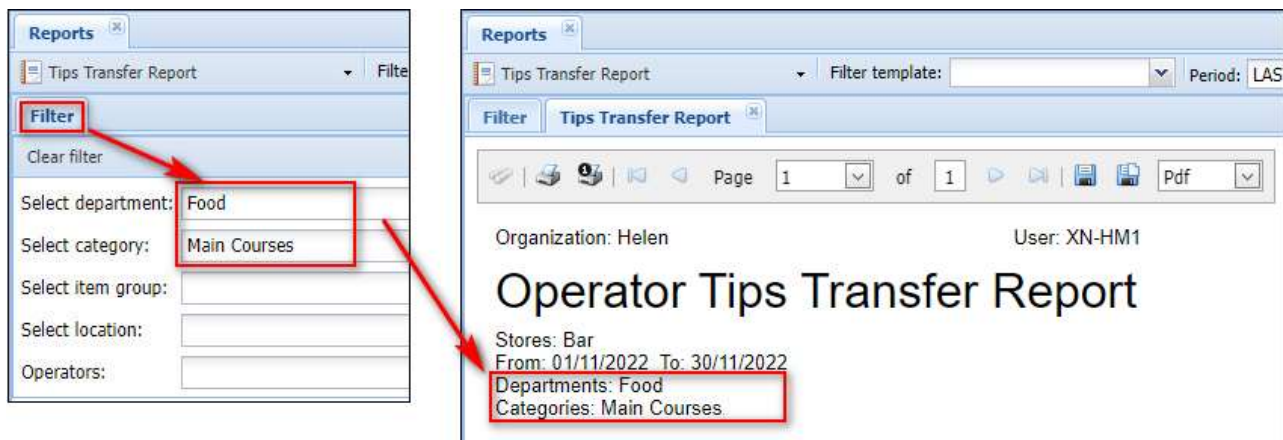 Reports
Tips Transfer Report
Filte
Filter
Clear filter
Select department: Food
Select category: Main Courses
Select item group:
Select location:
Operators:
Reports
Tips Transfer Report Filter template: Period: LAS
Filter Tips Transfer Report
Page 1 of 1 Pdf
Organization: Helen User: XN-HM1
Operator Tips Transfer Report
Stores: Bar
From: 01/11/2022 To: 30/11/2022
Departments: Food
Categories: Main Courses